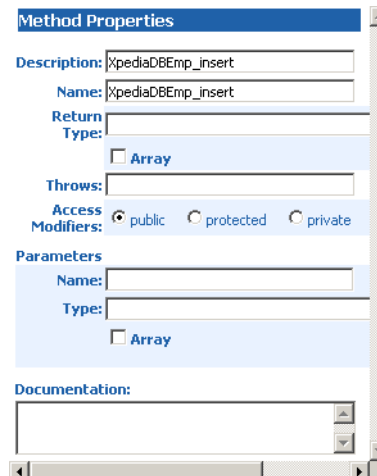 Method Properties
Description: XpediaDBEmp_insert
Name: XpediaDBEmp_insert
Return
Type:
Array
Throws:
Access
Modifiers: public protected private
Parameters
Name:
Type:
Array
Documentation: